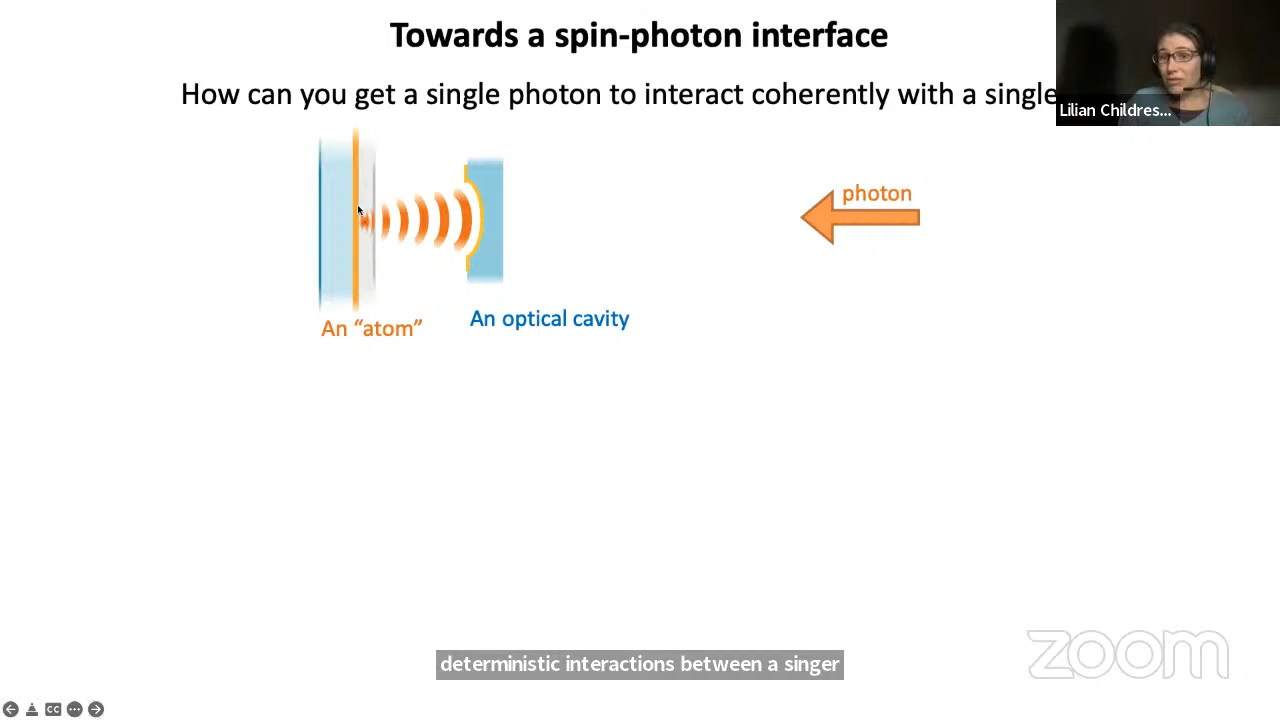 Towards a spin-photon interface
How can you get a single photon to interact coherently with a single
Lilian Childres...
photon
An "atom"
An optical cavity
deterministic interactions between a singer
zoom
CC